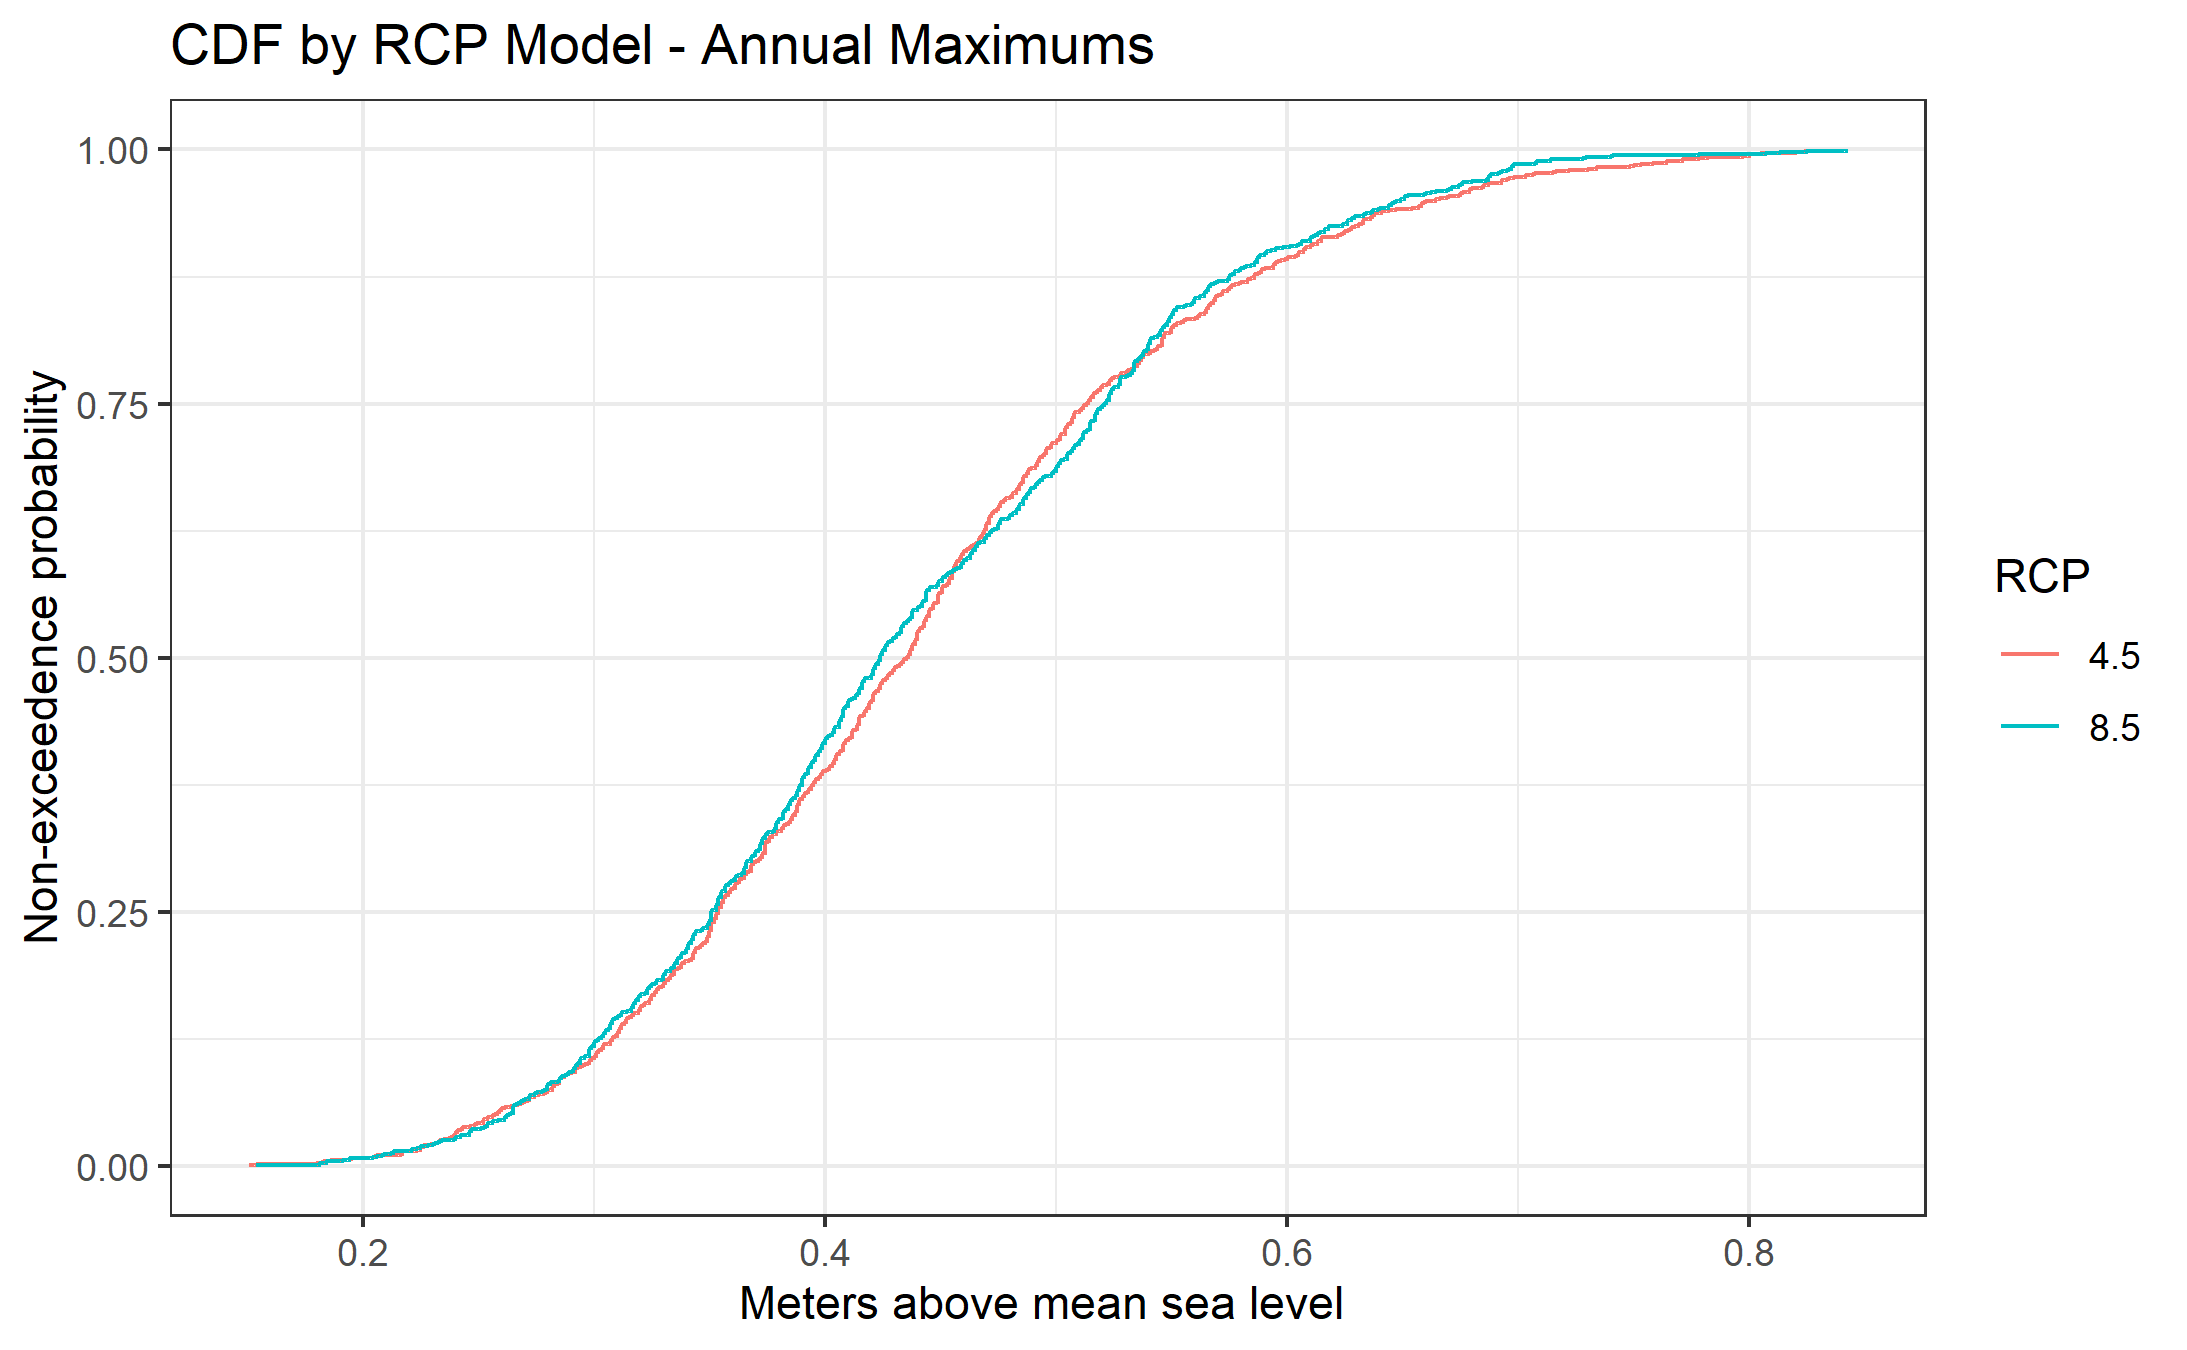 CDF by RCP Model - Annual Maximums
Non-exceedence probability
1.00
0.75
0.50
0.25
0.00
0.2 0.4 0.6 0.8
Meters above mean sea level
RCP
4.5
8.5